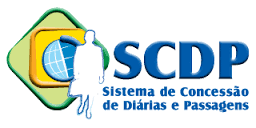 SCDP
Sistema de Concessão
de Diárias e Passagens